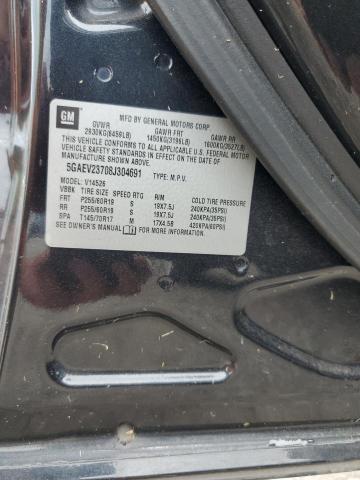 GM
MFD BY GENERAL MOTORS CORP
GVWR GAWR FRT GAWR RR
2930KG(6459LB) 1450KG(3196LB) 1600KG(3527LB)
THIS VEHICLE CONFORMS TO ALL APPLICABLE U.S. FEDERAL MOTOR
VEHICLE SAFETY STANDARDS IN EFFECT ON THE DATE OF
MANUFACTURE SHOWN ABOVE.
5GAEV23708J304691 TYPE: M.P.V.
MODEL: V14526
VBBK TIRE SIZE SPEED RTG RIM COLD TIRE PRESSURE
FRT P255/60R19 S 19X7.5J 240KPA(35PSI)
RR P255/60R19 S 19X7.5J 240KPA(35PSI)
SPA T145/70R17 M 17X4.5B 420KPA(60PSI)
SEE OWNER'S MANUAL FOR MORE INFORMATION.